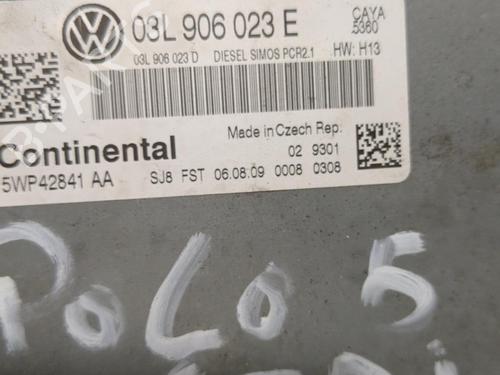 03L 906 023 E CAYA
5360
03L 906 023 D DIESEL SIMOS PCR2.1 HW: H13
Continental
Made in Czech Rep.
02 9301
5WP42841 AA SJ8 FST 06.08.09 0008 0308
POLO 5